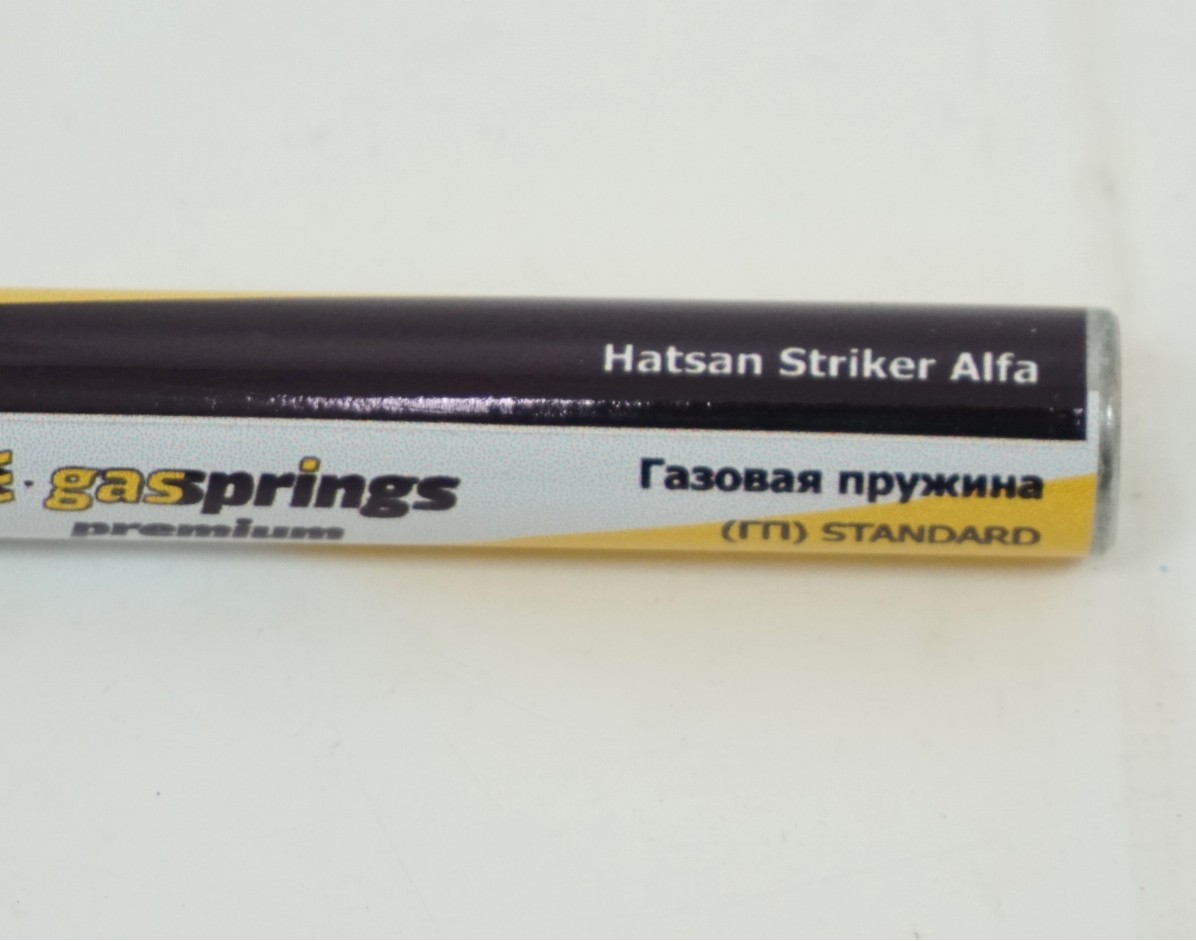 Hatsan Striker Alfa
gassprings
premium
Газовая пружина
(ГП) STANDARD